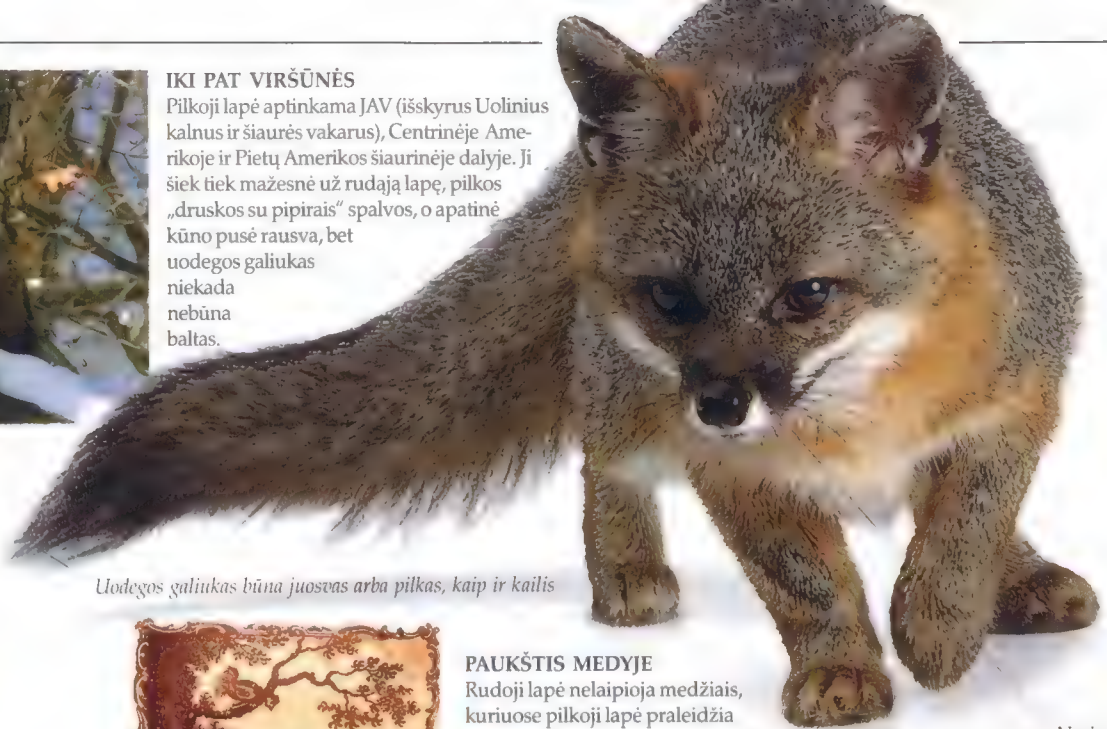 IKI PAT VIRŠŪNĖS
Pilkoji lapė aptinkama JAV (išskyrus Uolinius
kalnus ir šiaurės vakarus), Centrinėje Ame-
rikoje ir Pietų Amerikos šiaurinėje dalyje. Ji
šiek tiek mažesnė už rudąją lapę, pilkos
„druskos su pipirais“ spalvos, o apatinė
kūno pusė rausva, bet
uodegos galiukas
niekada
nebūna
baltas.
Uodegos galiukas būna juosvas arba pilkas, kaip ir kailis
PAUKŠTIS MEDYJE
Rudoji lapė nelaipioja medžiais,
kuriuose pilkoji lapė praleidžia